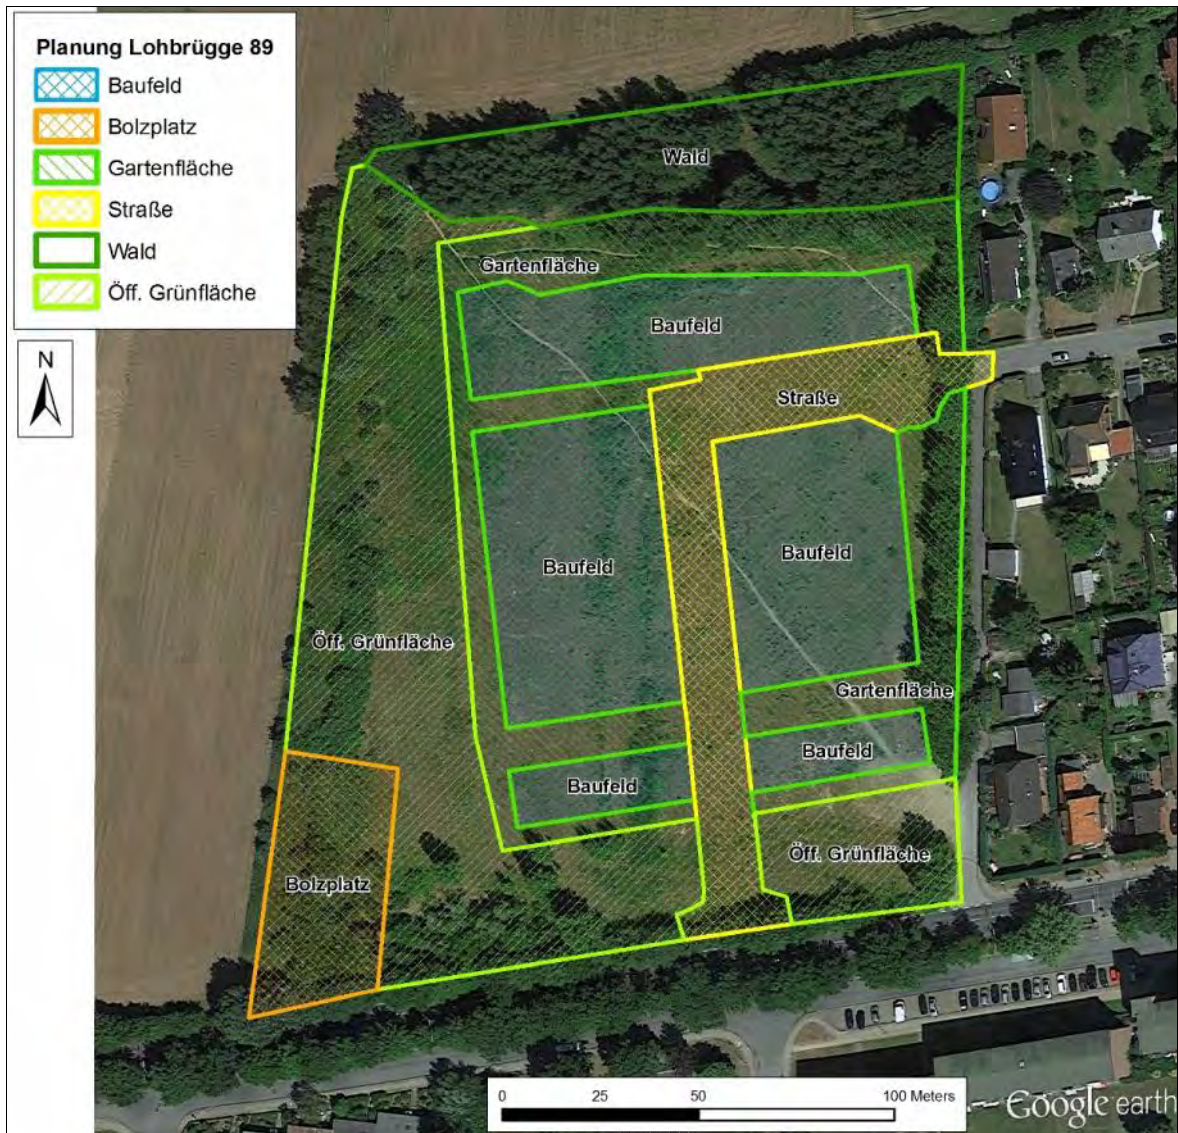 Planung Lohbrügge 89
Baufeld
Bolzplatz
Gartenfläche
Straße
Wald
Öff. Grünfläche
N
Wald
Gartenfläche
Baufeld
Straße
Baufeld
Baufeld
Öff. Grünfläche
Gartenfläche
Baufeld
Baufeld
Öff. Grünfläche
Bolzplatz
0 25 50 100 Meters
Google earth